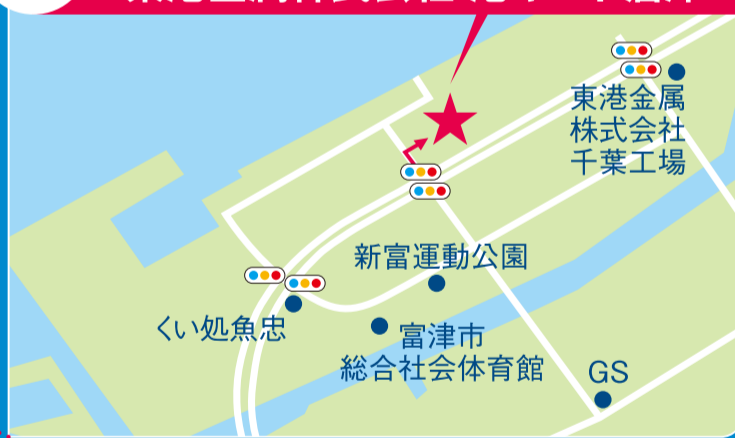 東港金属
株式会社
千葉工場
新富運動公園
くい処魚忠
富津市
総合社会体育館
GS